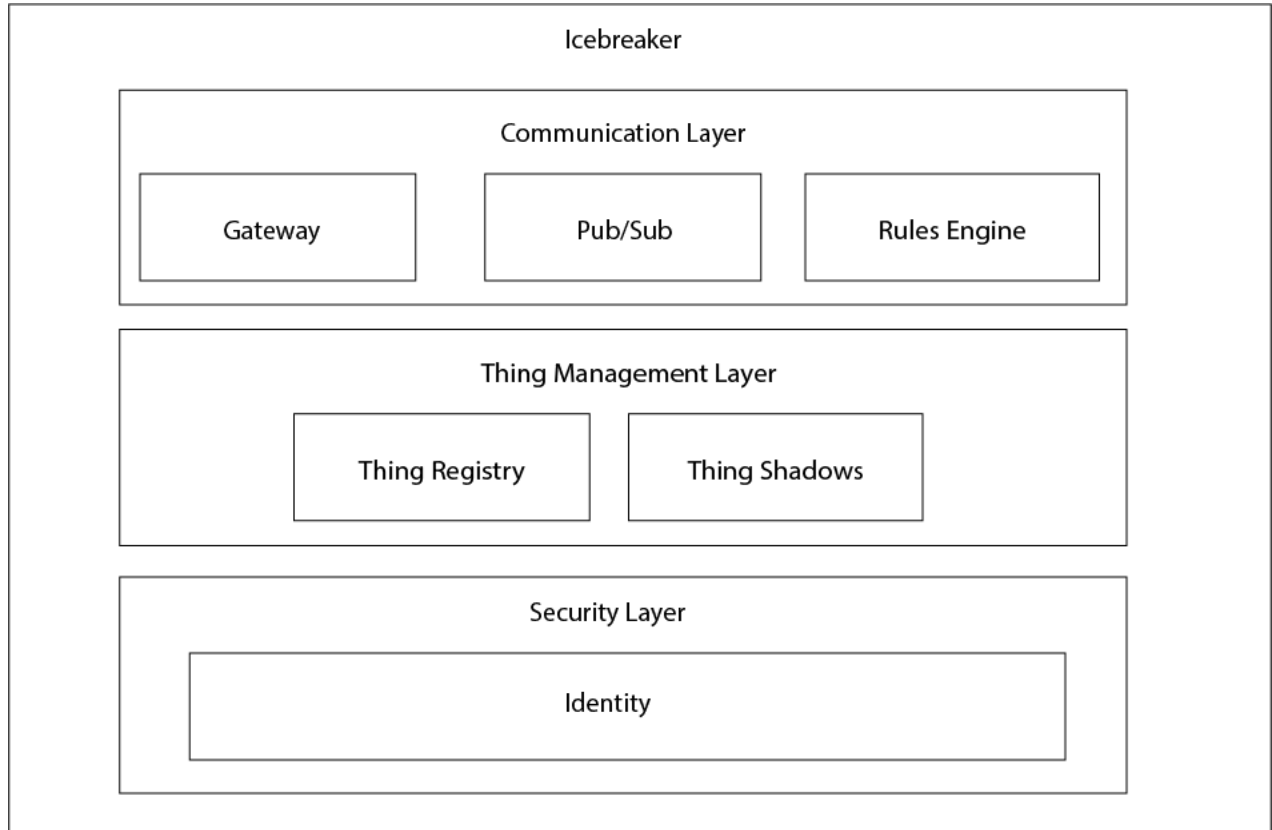 Icebreaker
Communication Layer
Gateway
Pub/Sub
Rules Engine
Thing Management Layer
Thing Registry
Thing Shadows
Security Layer
Identity